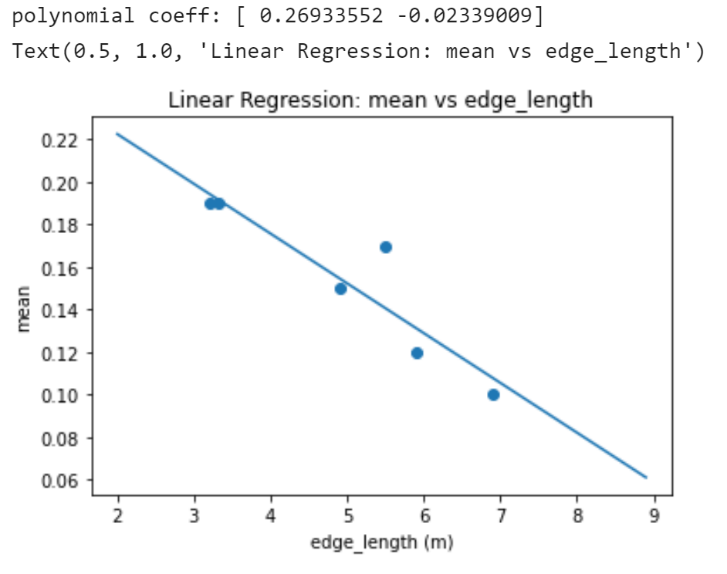 polynomial coeff: [ 0.26933552 -0.02339009]
Text(0.5, 1.0, 'Linear Regression: mean vs edge_length')
Linear Regression: mean vs edge_length
0.22
0.20
0.18
0.16
0.14
0.12
0.10
0.08
0.06
mean
2 3 4 5 6 7 8 9
edge_length (m)